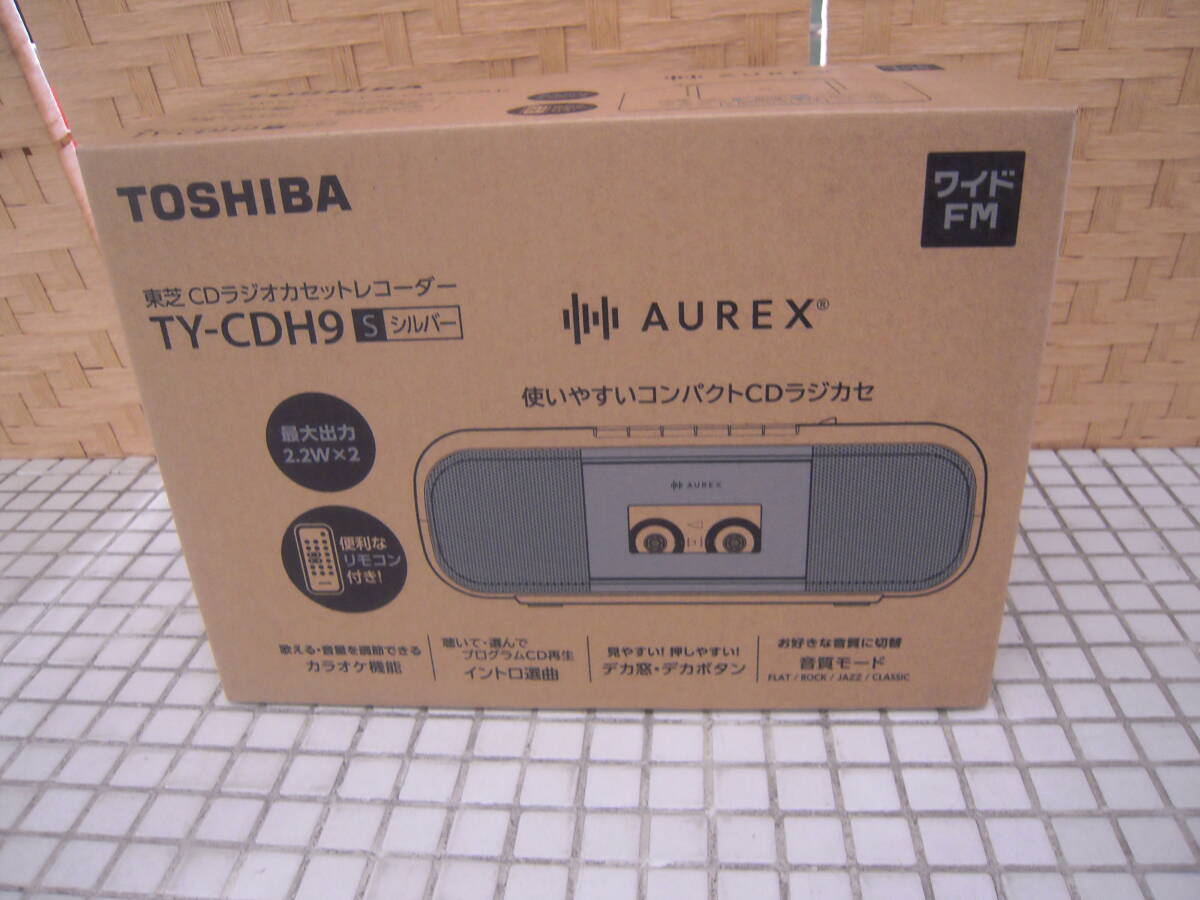 TOSHIBA
AUREX
TOSHIBA
ワイド
FM
東芝 CDラジオカセットレコーダー
TY-CDH9 S シルバー
AUREX®
使いやすいコンパクトCDラジカセ
最大出力
2.2W×2
AUREX
便利な
リモコン
付き!
歌える・音量を調節できる
カラオケ機能
聴いて・選んで
プログラムCD再生
イントロ選曲
見やすい! 押しやすい!
デカ窓・デカボタン
お好きな音質に切替
音質モード
FLAT / ROCK / JAZZ / CLASSIC